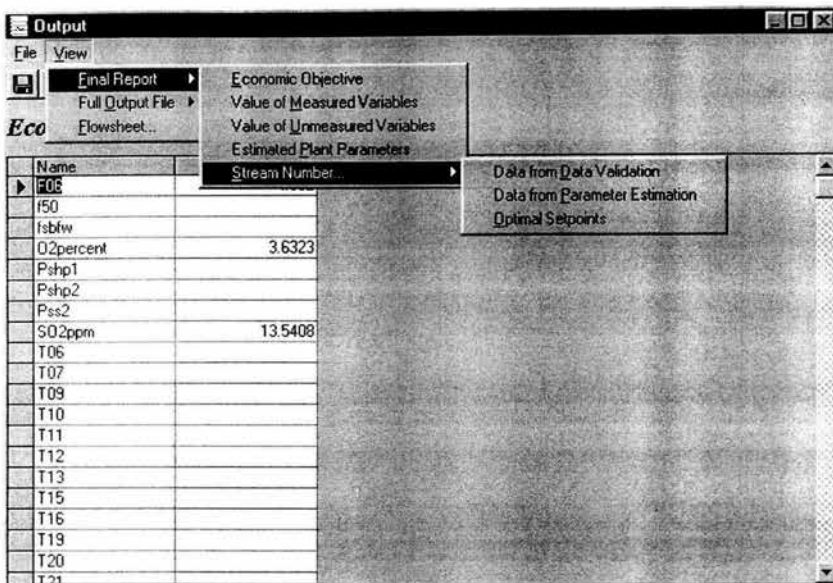 Output
File View
Final Report
Full Output File
Flowsheet...
Economic Objective
Value of Measured Variables
Value of Unmeasured Variables
Estimated Plant Parameters
Stream Number...
Data from Data Validation
Data from Parameter Estimation
Optimal Setpoints
Eco
Name
F06
f50
fsbfw
O2percent 3.6323
Pshp1
Pshp2
Pss2
SO2ppm 13.5408
T06
T07
T09
T10
T11
T12
T13
T15
T16
T19
T20
T21